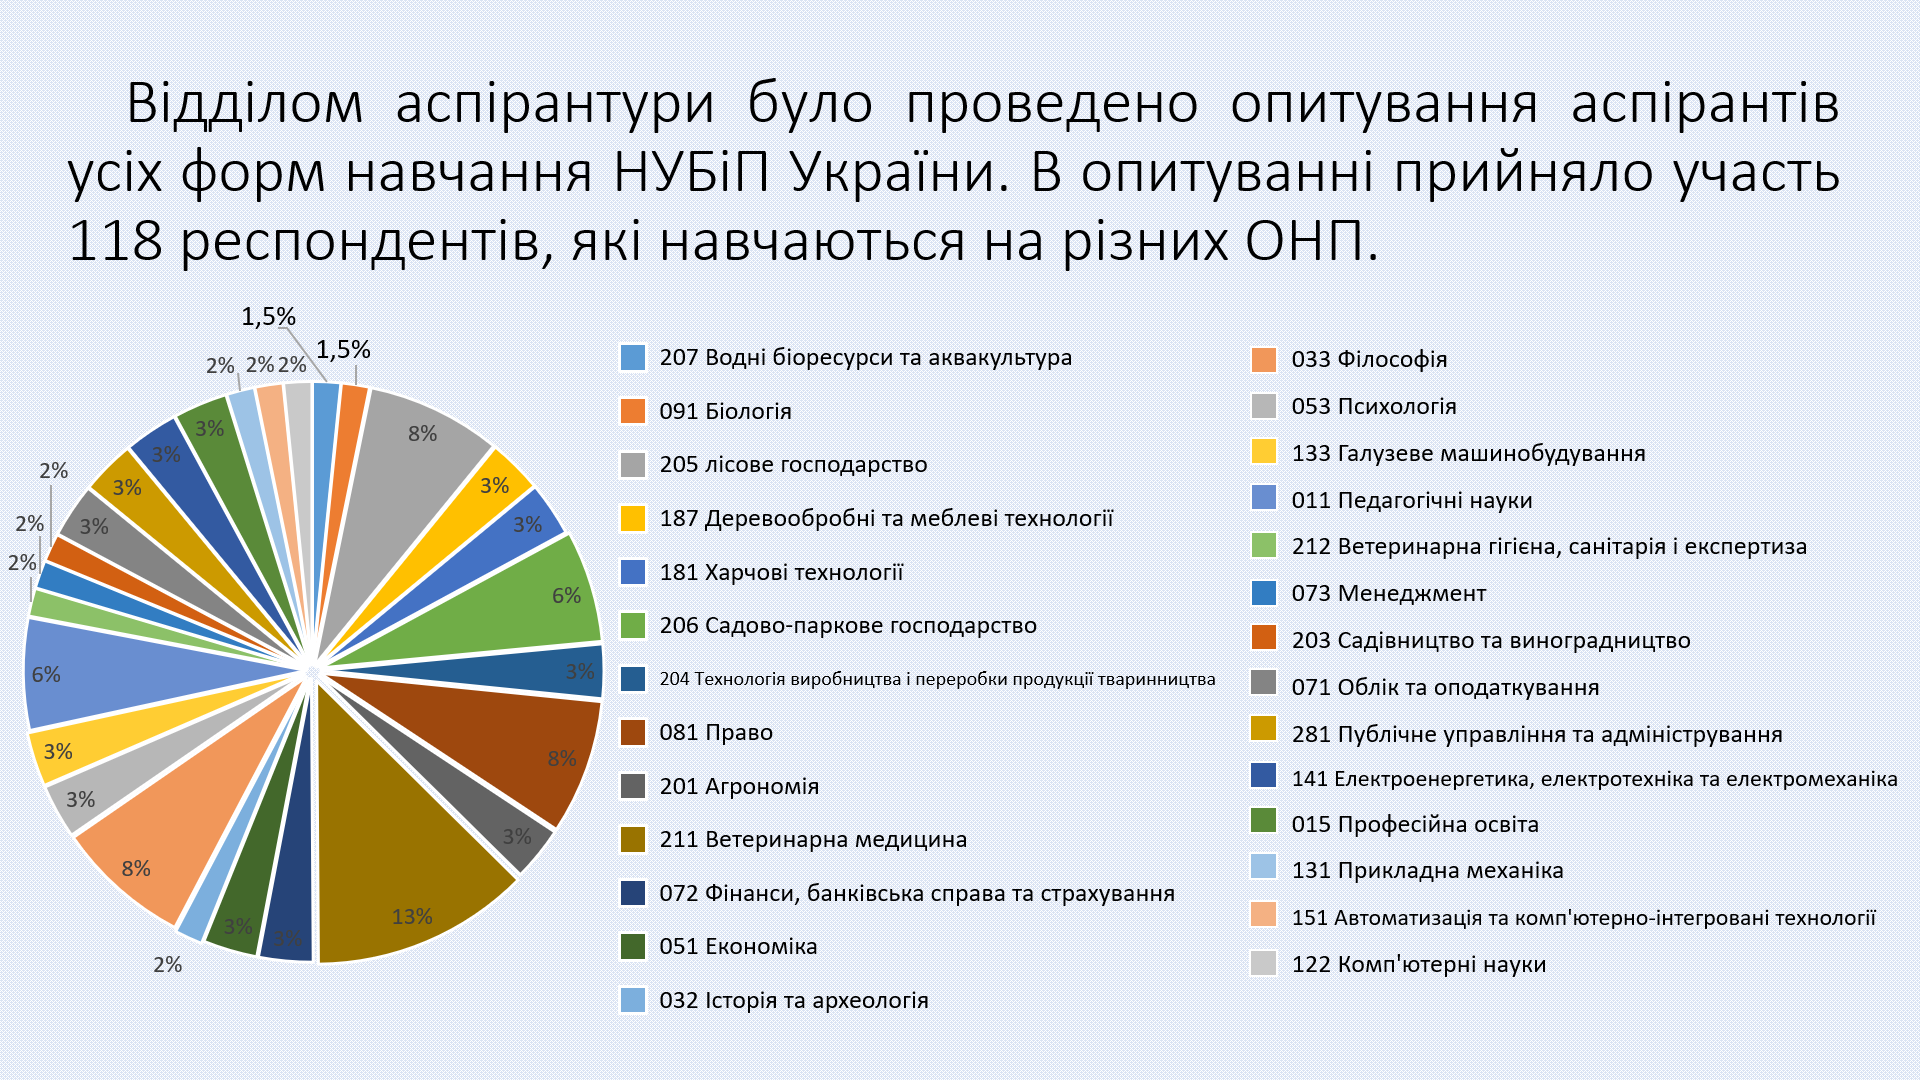 Відділом аспірантури було проведено опитування аспірантів
усіх форм навчання НУБіП України. В опитуванні прийняло участь
118 респондентів, які навчаються на різних ОНП.
1,5%
1,5%
2% 2% 2%
8%
3%
3%
6%
3%
8%
3%
13%
3%
3%
2%
8%
3%
3%
6%
2%
2%
2%
3%
3%
3%
3%
207 Водні біоресурси та аквакультура
091 Біологія
205 лісове господарство
187 Деревообробні та меблеві технології
181 Харчові технології
206 Садово-паркове господарство
204 Технологія виробництва і переробки продукції тваринництва
081 Право
201 Агрономія
211 Ветеринарна медицина
072 Фінанси, банківська справа та страхування
051 Економіка
032 Історія та археологія
033 Філософія
053 Психологія
133 Галузеве машинобудування
011 Педагогічні науки
212 Ветеринарна гігієна, санітарія і експертиза
073 Менеджмент
203 Садівництво та виноградництво
071 Облік та оподаткування
281 Публічне управління та адміністрування
141 Електроенергетика, електротехніка та електромеханіка
015 Професійна освіта
131 Прикладна механіка
151 Автоматизація та комп'ютерно-інтегровані технології
122 Комп'ютерні науки